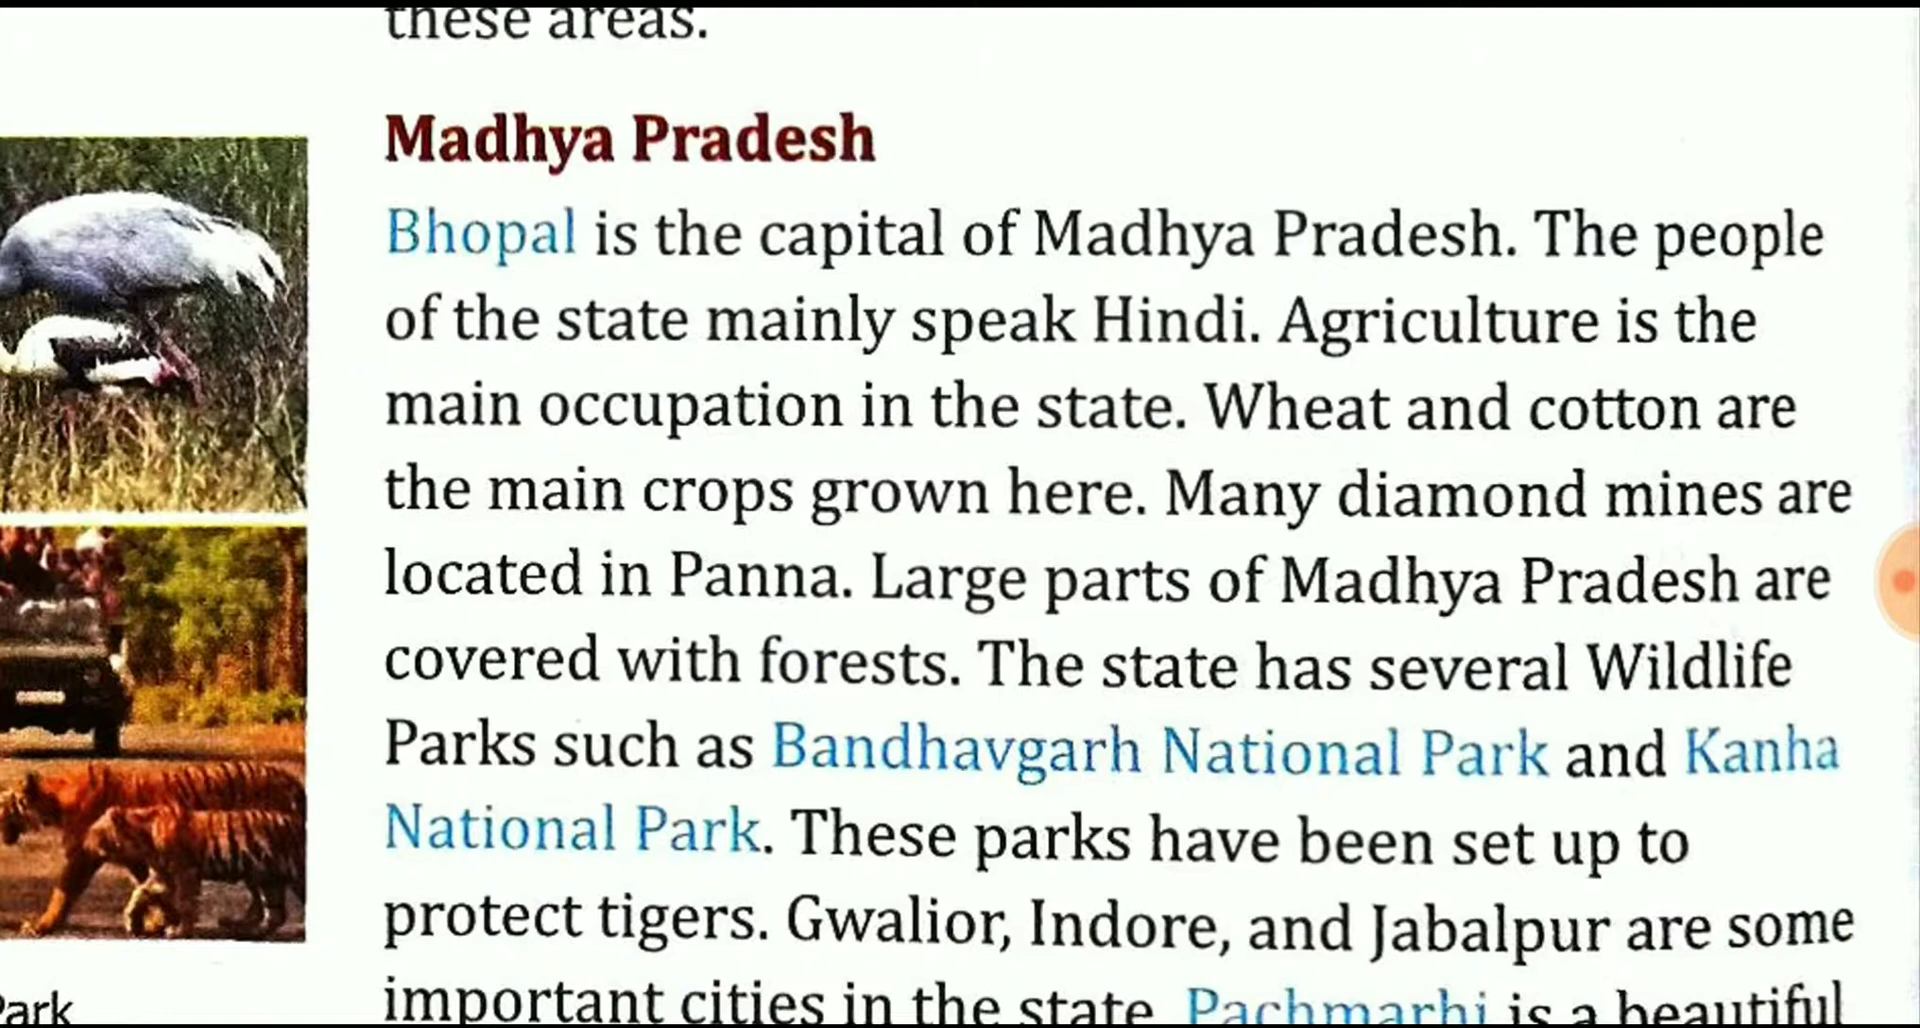 these areas.
Madhya Pradesh
Bhopal is the capital of Madhya Pradesh. The people
of the state mainly speak Hindi. Agriculture is the
main occupation in the state. Wheat and cotton are
the main crops grown here. Many diamond mines are
located in Panna. Large parts of Madhya Pradesh are
covered with forests. The state has several Wildlife
Parks such as Bandhavgarh National Park and Kanha
National Park. These parks have been set up to
protect tigers. Gwalior, Indore, and Jabalpur are some
important cities in the state. Pachmarhi is a beautiful
Park